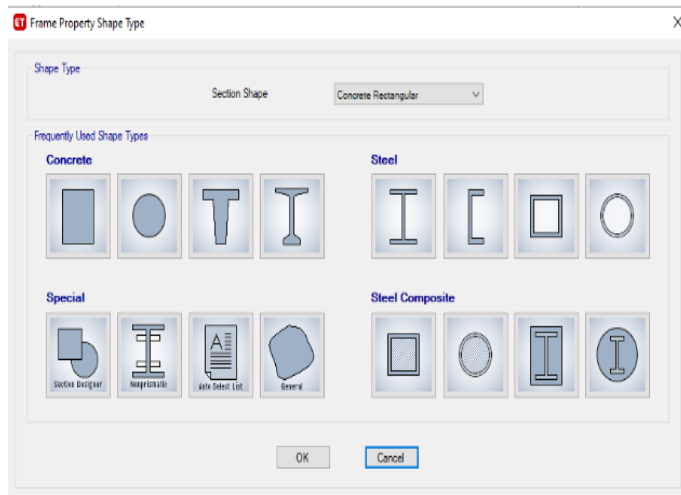 ET Frame Property Shape Type X
Shape Type
Section Shape Concrete Rectangular
Frequently Used Shape Types
Concrete Steel
Special Steel Composite
Section Designer Nonprismatic Auto Select List General
OK Cancel